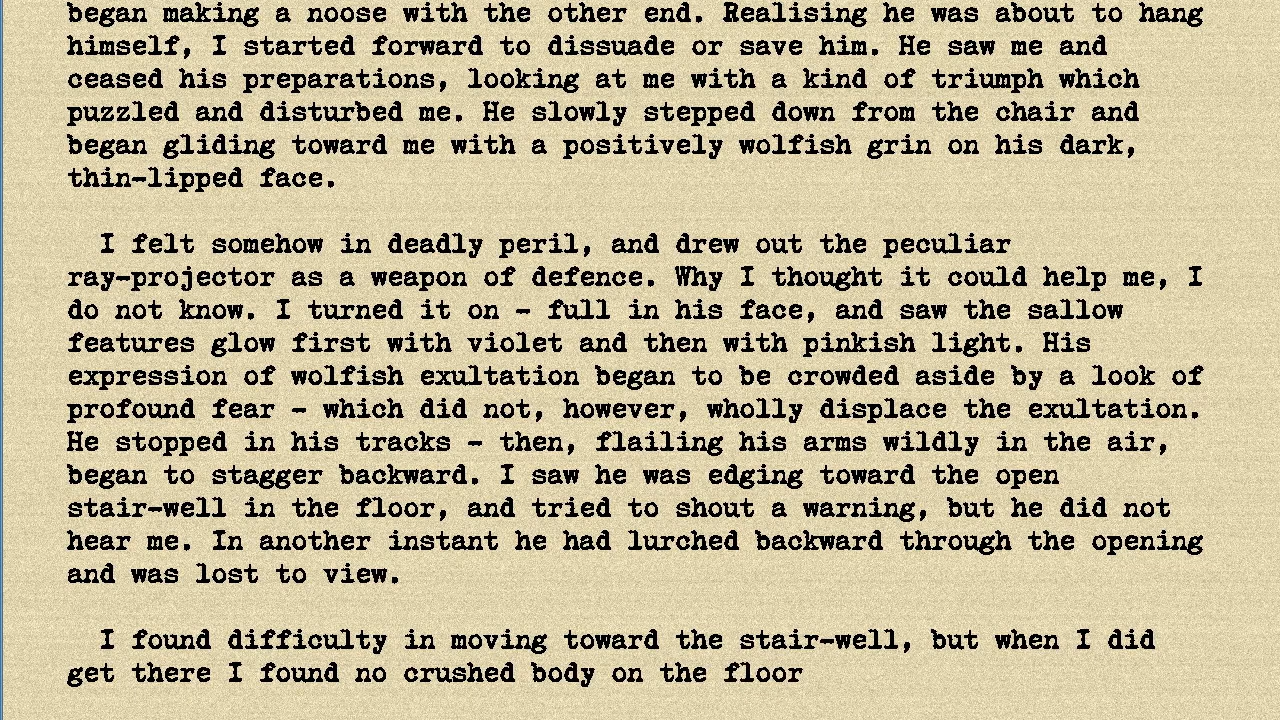 began making a noose with the other end. Realising he was about to hang
himself, I started forward to dissuade or save him. He saw me and
ceased his preparations, looking at me with a kind of triumph which
puzzled and disturbed me. He slowly stepped down from the chair and
began gliding toward me with a positively wolfish grin on his dark,
thin-lipped face.
I felt somehow in deadly peril, and drew out the peculiar
ray-projector as a weapon of defence. Why I thought it could help me, I
do not know. I turned it on - full in his face, and saw the sallow
features glow first with violet and then with pinkish light. His
expression of wolfish exultation began to be crowded aside by a look of
profound fear - which did not, however, wholly displace the exultation.
He stopped in his tracks - then, flailing his arms wildly in the air,
began to stagger backward. I saw he was edging toward the open
stair-well in the floor, and tried to shout a warning, but he did not
hear me. In another instant he had lurched backward through the opening
and was lost to view.
I found difficulty in moving toward the stair-well, but when I did
get there I found no crushed body on the floor